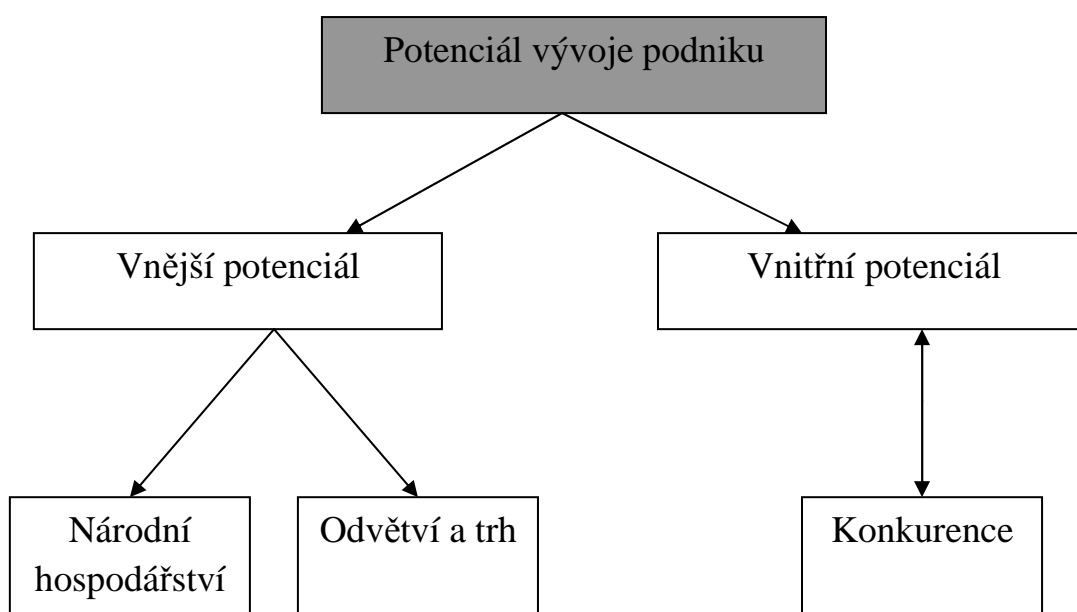 Potenciál vývoje podniku
Vnější potenciál
Vnitřní potenciál
Národní
hospodářství
Odvětví a trh
Konkurence